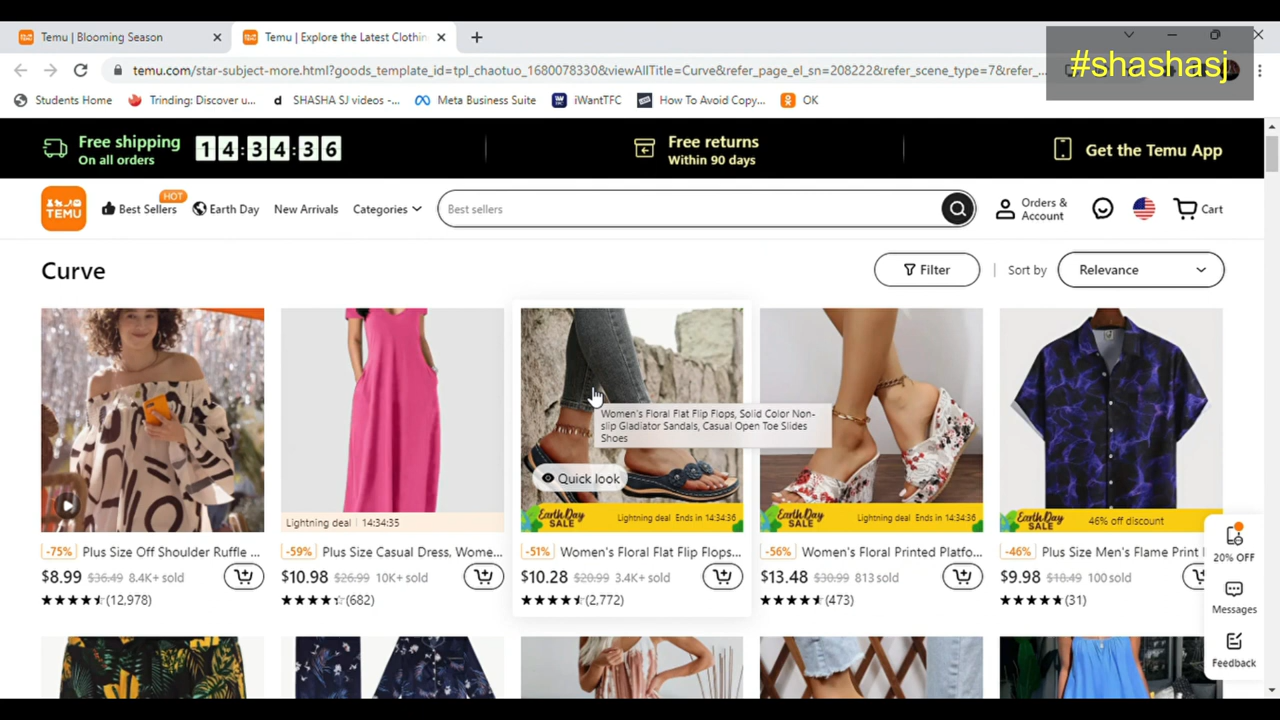 Temu | Blooming Season
Temu | Explore the Latest Clothin
#shashasj
temu.com/star-subject-more.html?goods_template_id=tpl_chaotuo_1680078330&viewAllTitle=Curve&refer_page_el_sn=208222&refer_scene_type=7&refer_...
Students Home
Trinding: Discover u...
SHASHA SJ videos -...
Meta Business Suite
iWantTFC
How To Avoid Copy...
OK
Free shipping
On all orders
14:34:36
Free returns
Within 90 days
Get the Temu App
TEMU
HOT
Best Sellers
Earth Day
New Arrivals
Categories
Best sellers
Orders &
Account
Cart
Curve
Filter
Sort by
Relevance
Women's Floral Flat Flip Flops, Solid Color Non-
slip Gladiator Sandals, Casual Open Toe Slides
Shoes
Quick look
Lightning deal | 14:34:35
Earth Day
SALE
Lightning deal Ends in 14:34:36
Earth Day
SALE
Lightning deal Ends in 14:34:36
Earth Day
SALE
46% off discount
-75% Plus Size Off Shoulder Ruffle ...
$8.99 $36.49 8.4K+ sold
(12,978)
-59% Plus Size Casual Dress, Wome...
$10.98 $26.99 10K+ sold
(682)
-51% Women's Floral Flat Flip Flops...
$10.28 $20.99 3.4K+ sold
(2,772)
-56% Women's Floral Printed Platfo...
$13.48 $30.99 813 sold
(473)
-46% Plus Size Men's Flame Print
$9.98 $18.49 100 sold
(31)
20% OFF
Messages
Feedback